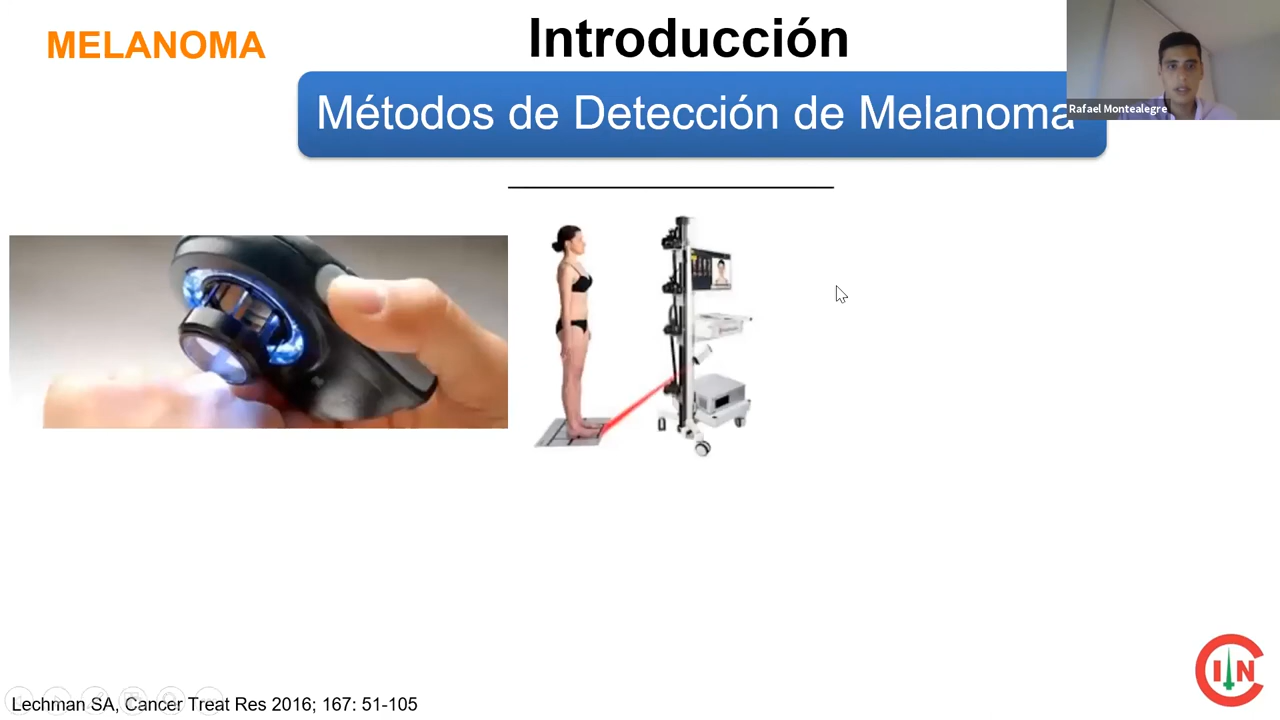 MELANOMA
Introducción
Métodos de Detección de Melanoma
Rafael Montealegre
Lechman SA, Cancer Treat Res 2016; 167: 51-105
C I N